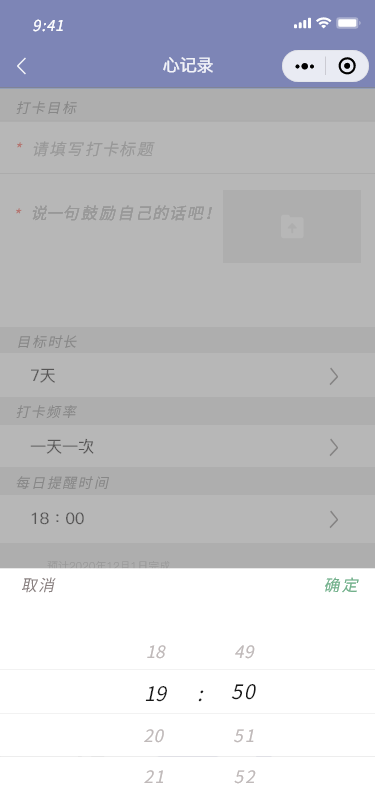 9:41
心记录
打卡目标
* 请填写打卡标题
* 说一句鼓励自己的话吧！
目标时长
7天
打卡频率
一天一次
每日提醒时间
18：00
预计2020年12月1日完成
取消 确定
18 49
19 : 50
20 51
21 52